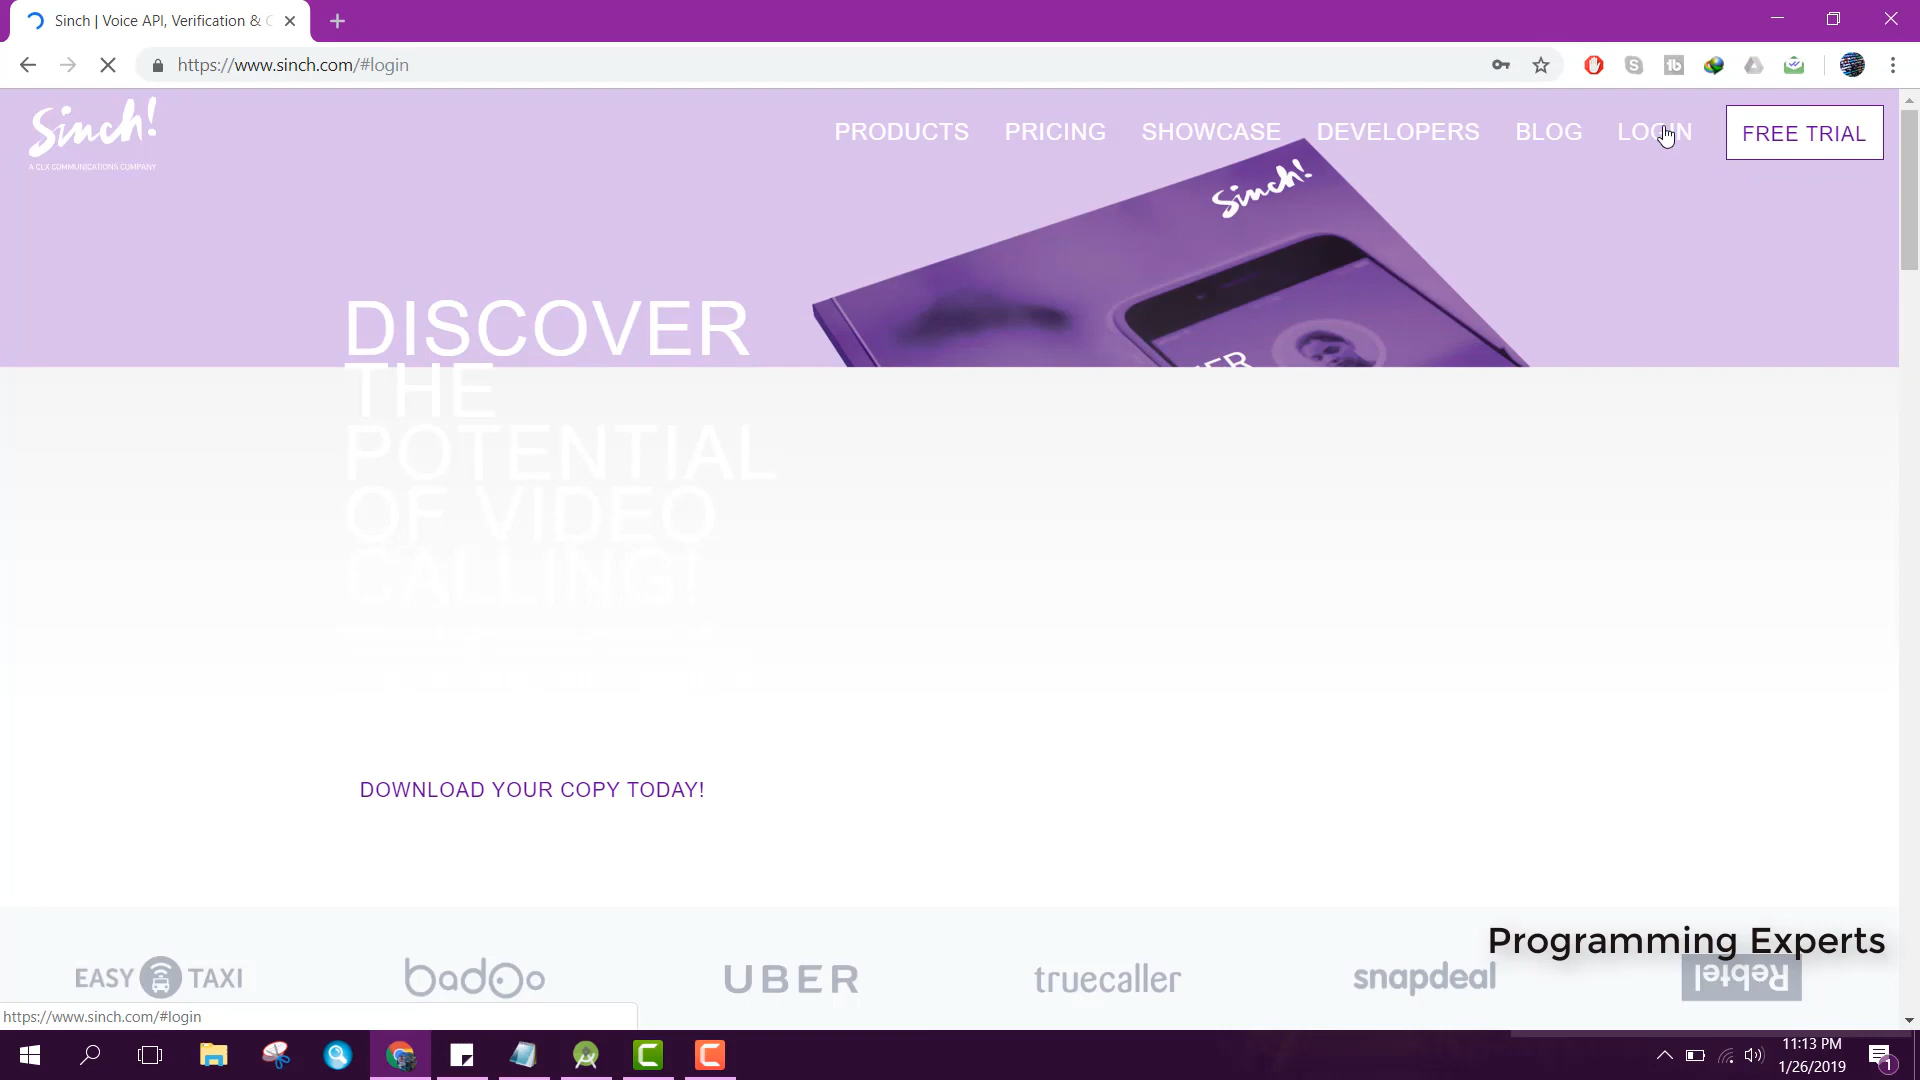 Sinch | Voice API, Verification &
https://www.sinch.com/#login
Sinch!
A CLX COMMUNICATIONS COMPANY
PRODUCTS
PRICING
SHOWCASE
DEVELOPERS
BLOG
LOGIN
FREE TRIAL
Sinch!
DISCOVER
THE
POTENTIAL
OF VIDEO
CALLING!
DOWNLOAD YOUR COPY TODAY!
Programming Experts
EASY TAXI
badoo
UBER
truecaller
snapdeal
Rebtel
https://www.sinch.com/#login
11:13 PM
1/26/2019
1